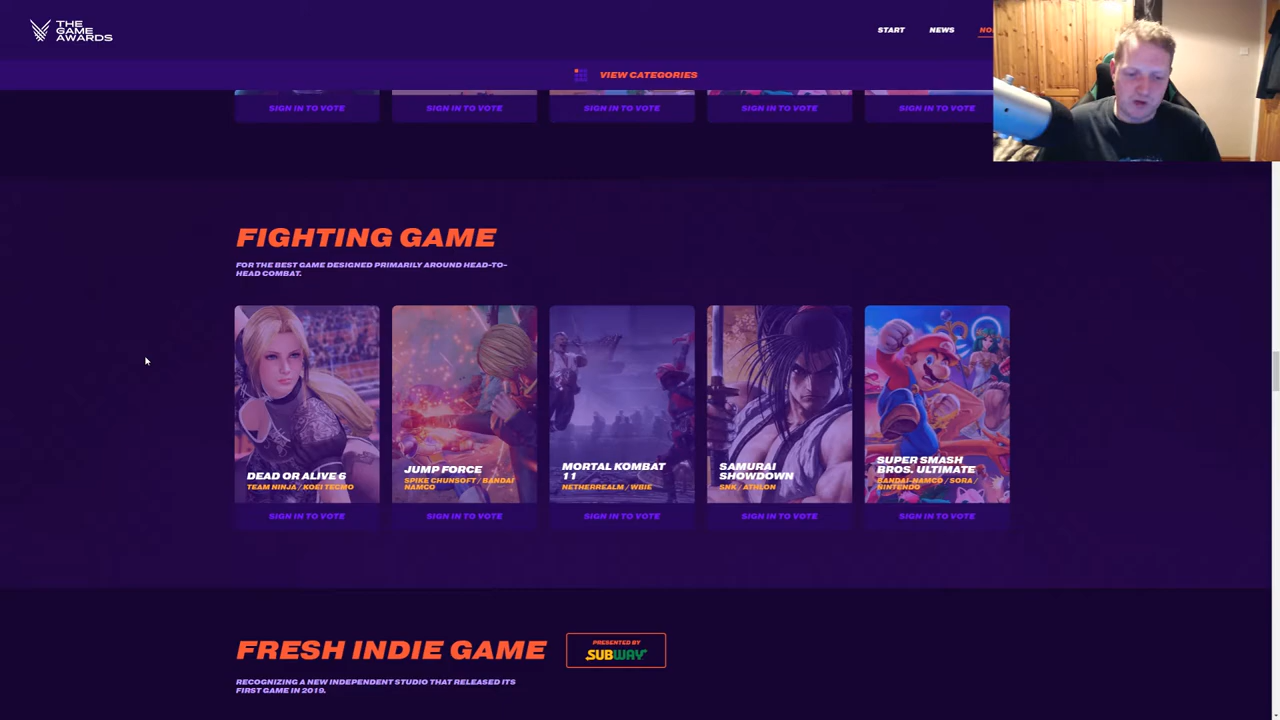 THE
GAME
AWARDS
START
NEWS
VIEW CATEGORIES
SIGN IN TO VOTE
SIGN IN TO VOTE
SIGN IN TO VOTE
SIGN IN TO VOTE
SIGN IN TO VOTE
FIGHTING GAME
FOR THE BEST GAME DESIGNED PRIMARILY AROUND HEAD-TO-
HEAD COMBAT.
DEAD OR ALIVE 6
TEAM NINJA / KOEI TECMO
SIGN IN TO VOTE
JUMP FORCE
SPIKE CHUNSOFT / BANDAI
NAMCO
SIGN IN TO VOTE
MORTAL KOMBAT
11
NETHERREALM / WBIE
SIGN IN TO VOTE
SAMURAI
SHOWDOWN
SNK / ATHLON
SIGN IN TO VOTE
SUPER SMASH
BROS. ULTIMATE
BANDAI-NAMCO / SORA /
NINTENDO
SIGN IN TO VOTE
FRESH INDIE GAME
PRESENTED BY
SUBWAY
RECOGNIZING A NEW INDEPENDENT STUDIO THAT RELEASED ITS
FIRST GAME IN 2019.